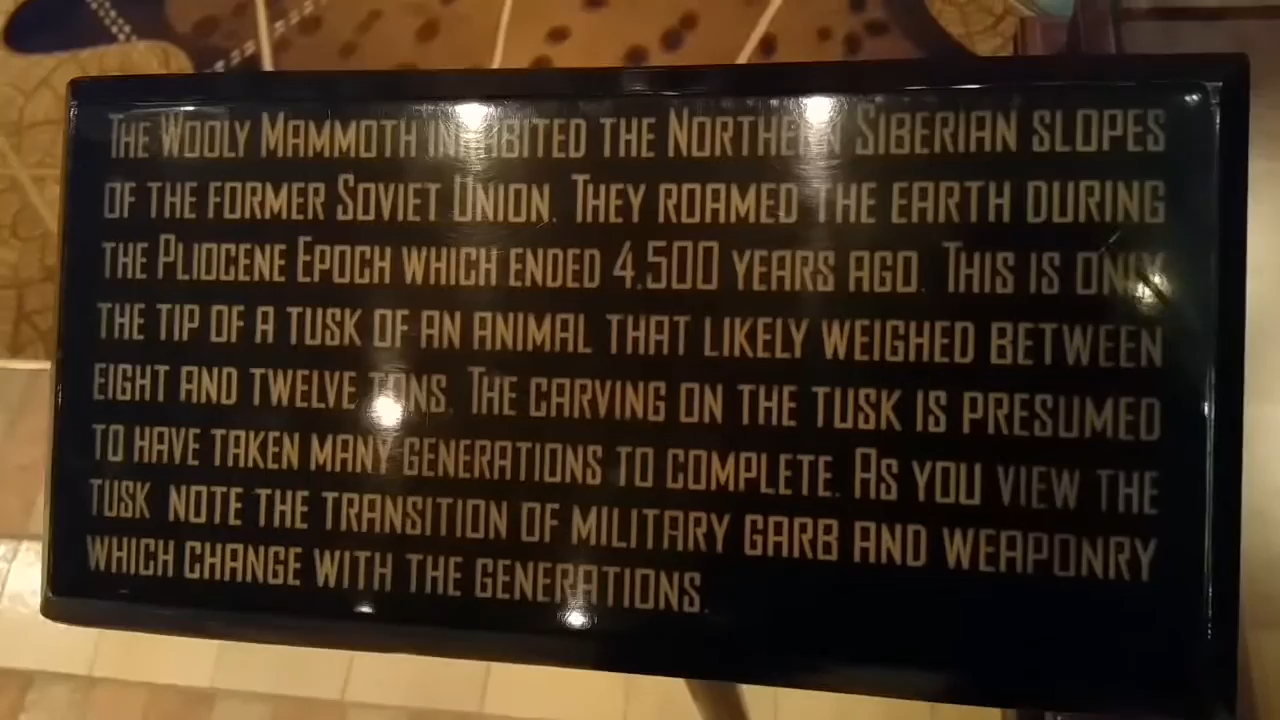 THE WOOLY MAMMOTH INHABITED THE NORTHERN SIBERIAN SLOPES
OF THE FORMER SOVIET UNION. THEY ROAMED THE EARTH DURING
THE PLIOCENE EPOCH WHICH ENDED 4,500 YEARS AGO. THIS IS ONLY
THE TIP OF A TUSK OF AN ANIMAL THAT LIKELY WEIGHED BETWEEN
EIGHT AND TWELVE TONS. THE CARVING ON THE TUSK IS PRESUMED
TO HAVE TAKEN MANY GENERATIONS TO COMPLETE. AS YOU VIEW THE
TUSK NOTE THE TRANSITION OF MILITARY GARB AND WEAPONRY
WHICH CHANGE WITH THE GENERATIONS.